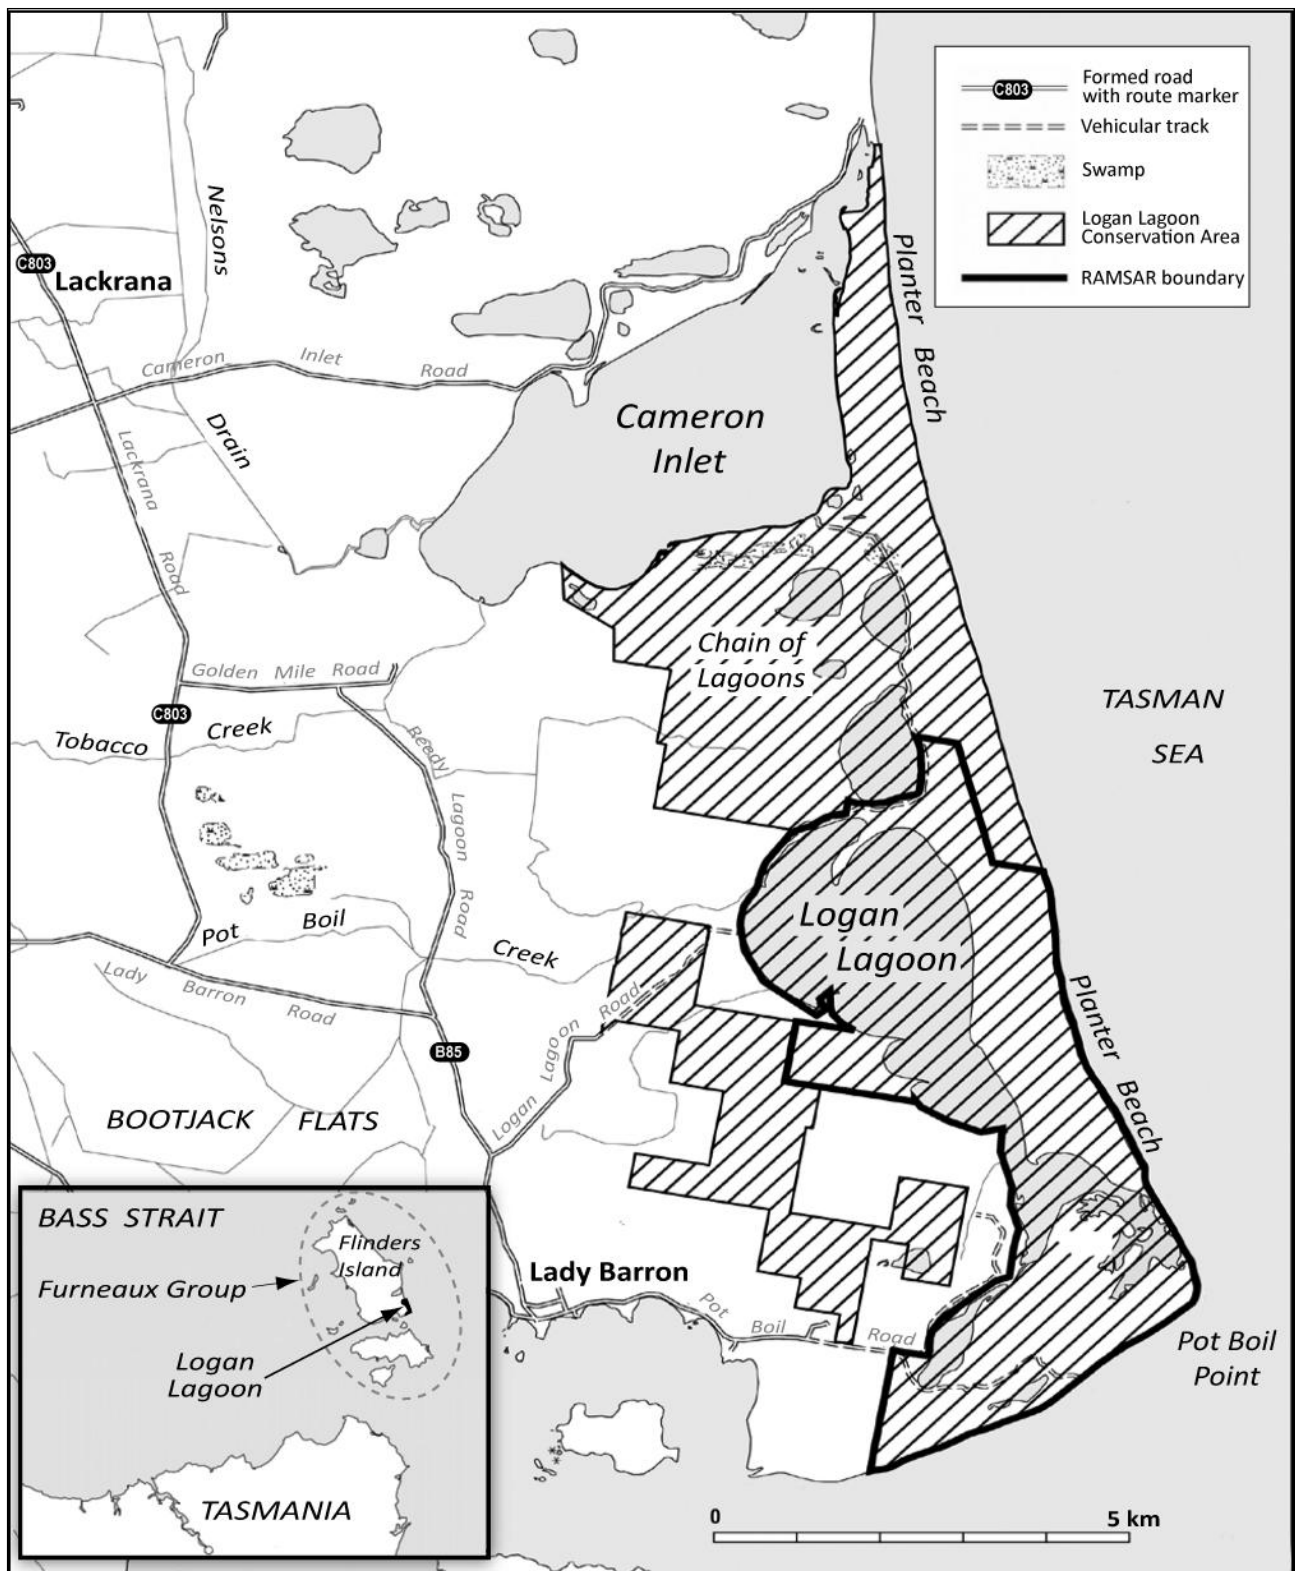 C803
Formed road
with route marker
Vehicular track
Swamp
Logan Lagoon
Conservation Area
RAMSAR boundary
Nelsons
Drain
C803
Lackrana
Cameron Inlet Road
Lackrana Road
Planter Beach
Cameron
Inlet
Chain of
Lagoons
Golden Mile Road
C803
Tobacco Creek
Reedy Lagoon Road
TASMAN
SEA
Pot Boil Creek
Logan
Lagoon
Lady Barron Road
B85
Logan Lagoon Road
Planter Beach
BOOTJACK FLATS
Lady Barron
Pot Boil Road
Pot Boil
Point
BASS STRAIT
Flinders
Island
Furneaux Group
Logan
Lagoon
TASMANIA
0
5 km